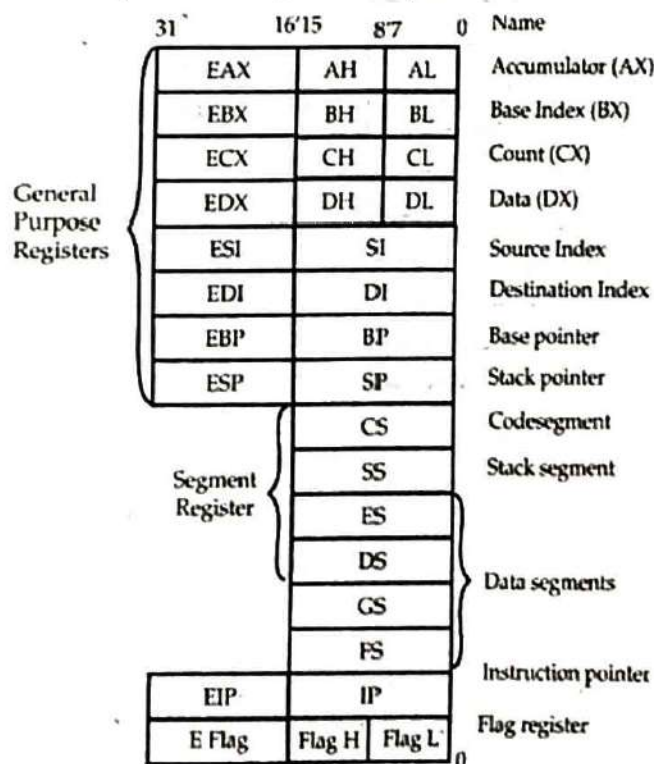 31 16'15 8'7 0 Name
EAX AH AL Accumulator (AX)
EBX BH BL Base Index (BX)
ECX CH CL Count (CX)
EDX DH DL Data (DX)
General
Purpose
Registers
ESI SI Source Index
EDI DI Destination Index
EBP BP Base pointer
ESP SP Stack pointer
CS Codesegment
SS Stack segment
Segment
Register
ES
DS
Data segments
GS
FS
EIP IP Instruction pointer
E Flag Flag H Flag L Flag register
0